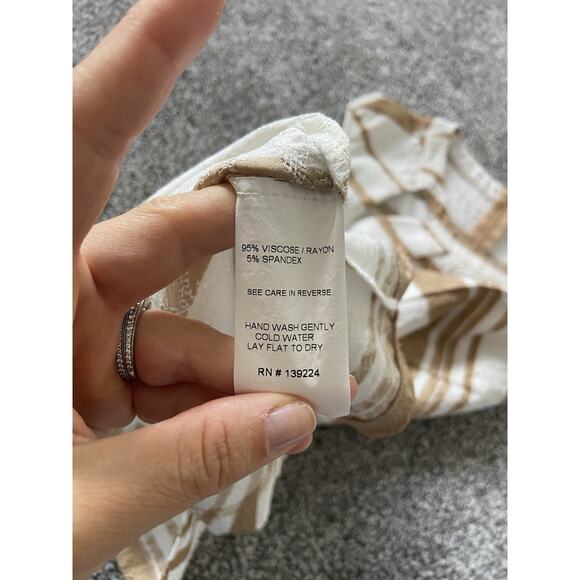 95% VISCOSE / RAYON
5% SPANDEX
SEE CARE IN REVERSE
HAND WASH GENTLY
COLD WATER
LAY FLAT TO DRY
RN # 139224